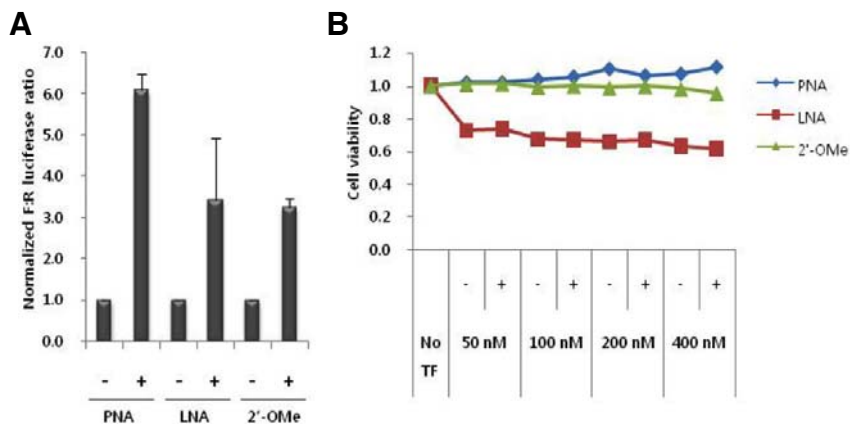 A
Normalized F:R luciferase ratio
7.0
6.0
5.0
4.0
3.0
2.0
1.0
0.0
- + - + - +
PNA LNA 2'-OMe
B
Cell viability
1.2
1.0
0.8
0.6
0.4
0.2
0.0
- + - + - + - +
No TF 50 nM 100 nM 200 nM 400 nM
PNA
LNA
2'-OMe